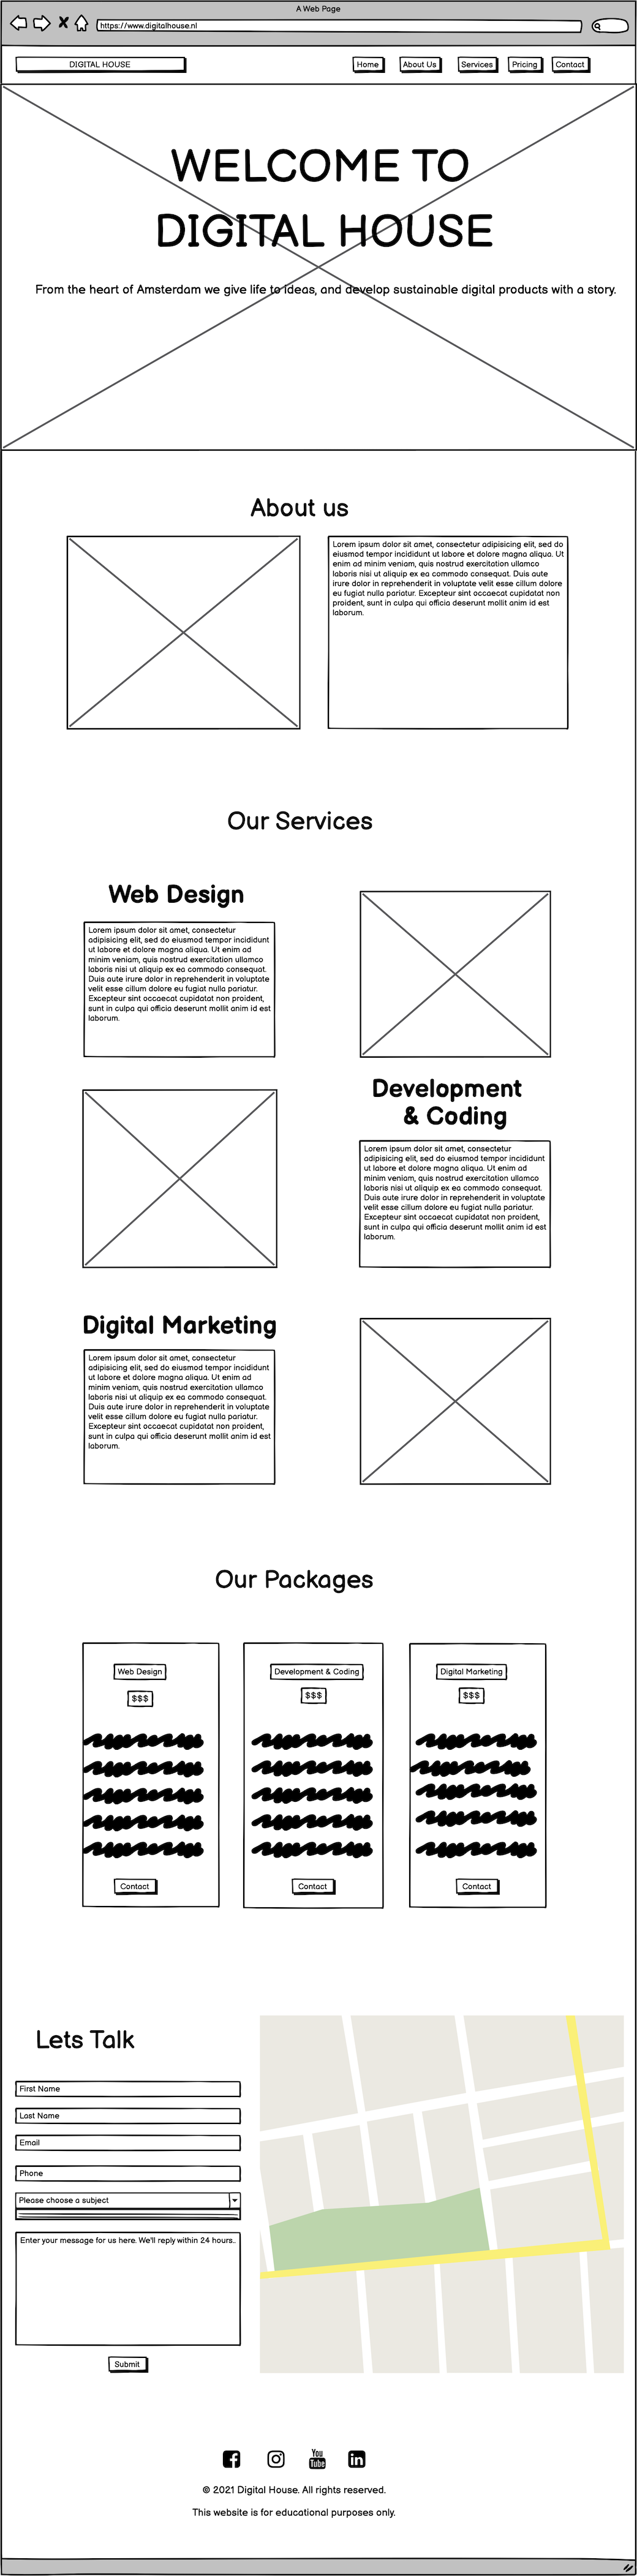 A Web Page
https://www.digitalhouse.nl
DIGITAL HOUSE
Home
About Us
Services
Pricing
Contact
WELCOME TO
DIGITAL HOUSE
From the heart of Amsterdam we give life to ideas, and develop sustainable digital products with a story.
About us
Lorem ipsum dolor sit amet, consectetur adipisicing elit, sed do
eiusmod tempor incididunt ut labore et dolore magna aliqua. Ut
enim ad minim veniam, quis nostrud exercitation ullamco
laboris nisi ut aliquip ex ea commodo consequat. Duis aute
irure dolor in reprehenderit in voluptate velit esse cillum dolore
eu fugiat nulla pariatur. Excepteur sint occaecat cupidatat non
proident, sunt in culpa qui officia deserunt mollit anim id est
laborum.
Our Services
Web Design
Lorem ipsum dolor sit amet, consectetur
adipisicing elit, sed do eiusmod tempor incididunt
ut labore et dolore magna aliqua. Ut enim ad
minim veniam, quis nostrud exercitation ullamco
laboris nisi ut aliquip ex ea commodo consequat.
Duis aute irure dolor in reprehenderit in voluptate
velit esse cillum dolore eu fugiat nulla pariatur.
Excepteur sint occaecat cupidatat non proident,
sunt in culpa qui officia deserunt mollit anim id est
laborum.
Development
& Coding
Lorem ipsum dolor sit amet, consectetur
adipisicing elit, sed do eiusmod tempor incididunt
ut labore et dolore magna aliqua. Ut enim ad
minim veniam, quis nostrud exercitation ullamco
laboris nisi ut aliquip ex ea commodo consequat.
Duis aute irure dolor in reprehenderit in voluptate
velit esse cillum dolore eu fugiat nulla pariatur.
Excepteur sint occaecat cupidatat non proident,
sunt in culpa qui officia deserunt mollit anim id est
laborum.
Digital Marketing
Lorem ipsum dolor sit amet, consectetur
adipisicing elit, sed do eiusmod tempor incididunt
ut labore et dolore magna aliqua. Ut enim ad
minim veniam, quis nostrud exercitation ullamco
laboris nisi ut aliquip ex ea commodo consequat.
Duis aute irure dolor in reprehenderit in voluptate
velit esse cillum dolore eu fugiat nulla pariatur.
Excepteur sint occaecat cupidatat non proident,
sunt in culpa qui officia deserunt mollit anim id est
laborum.
Our Packages
Web Design
$$$
Contact
Development & Coding
$$$
Contact
Digital Marketing
$$$
Contact
Lets Talk
First Name
Last Name
Email
Phone
Please choose a subject
Enter your message for us here. We'll reply within 24 hours..
Submit
You
Tube
in
© 2021 Digital House. All rights reserved.
This website is for educational purposes only.